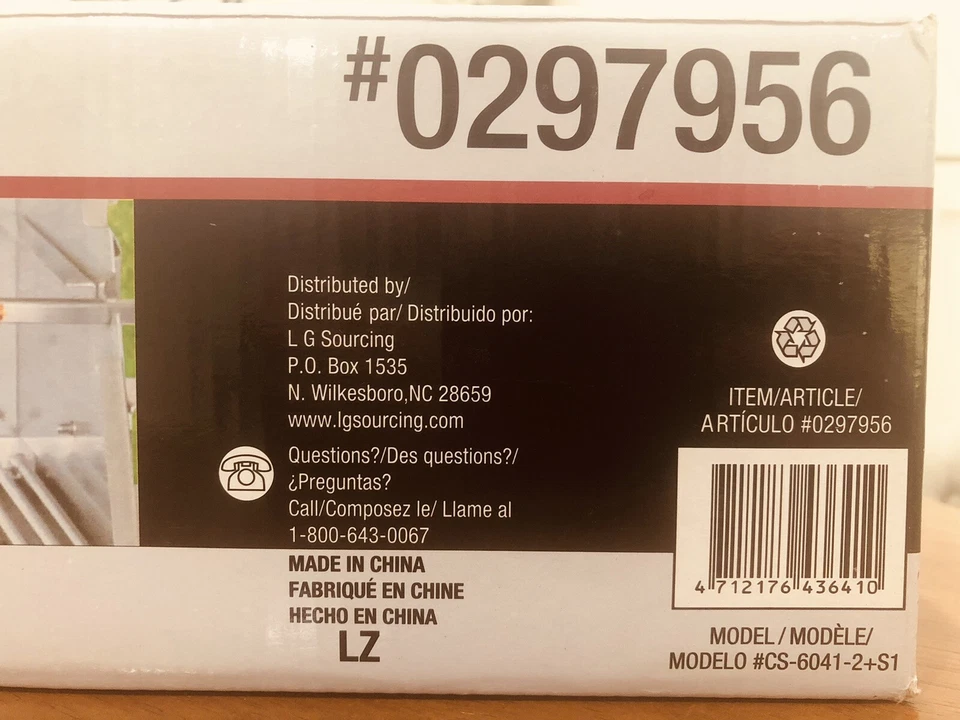 #0297956
Distributed by/
Distribué par/ Distribuido por:
L G Sourcing
P.O. Box 1535
N. Wilkesboro,NC 28659
www.lgsourcing.com
Questions?/Des questions?/
¿Preguntas?
Call/Composez le/ Llame al
1-800-643-0067
MADE IN CHINA
FABRIQUÉ EN CHINE
HECHO EN CHINA
LZ
ITEM/ARTICLE/
ARTÍCULO #0297956
4 712176 436410
MODEL / MODÈLE/
MODELO #CS-6041-2+S1